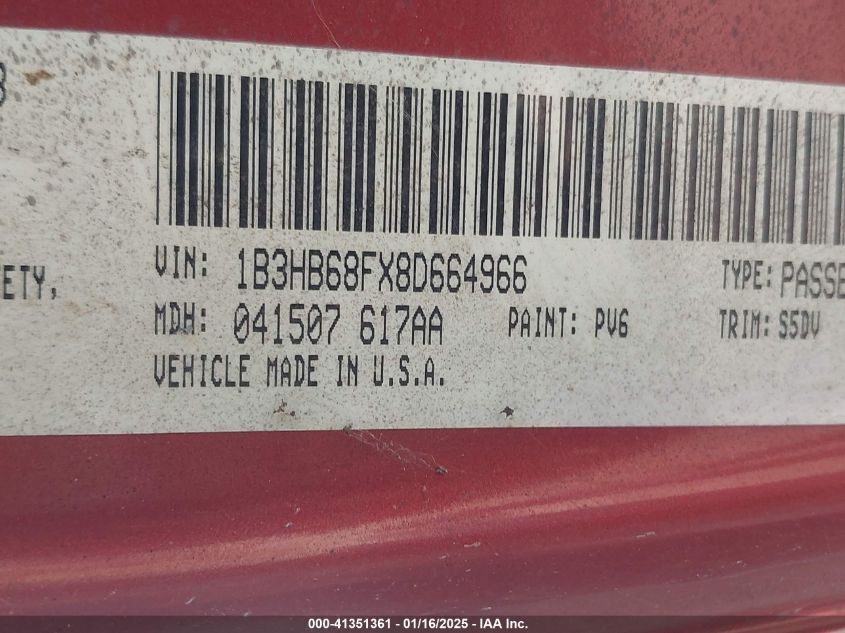 VIN: 1B3HB68FX8D664966
TYPE: PASSE
ETY,
MDH: 041507 617AA
PAINT: PV6
TRIM: S5DV
VEHICLE MADE IN U.S.A.
000-41351361 - 01/16/2025 - IAA Inc.